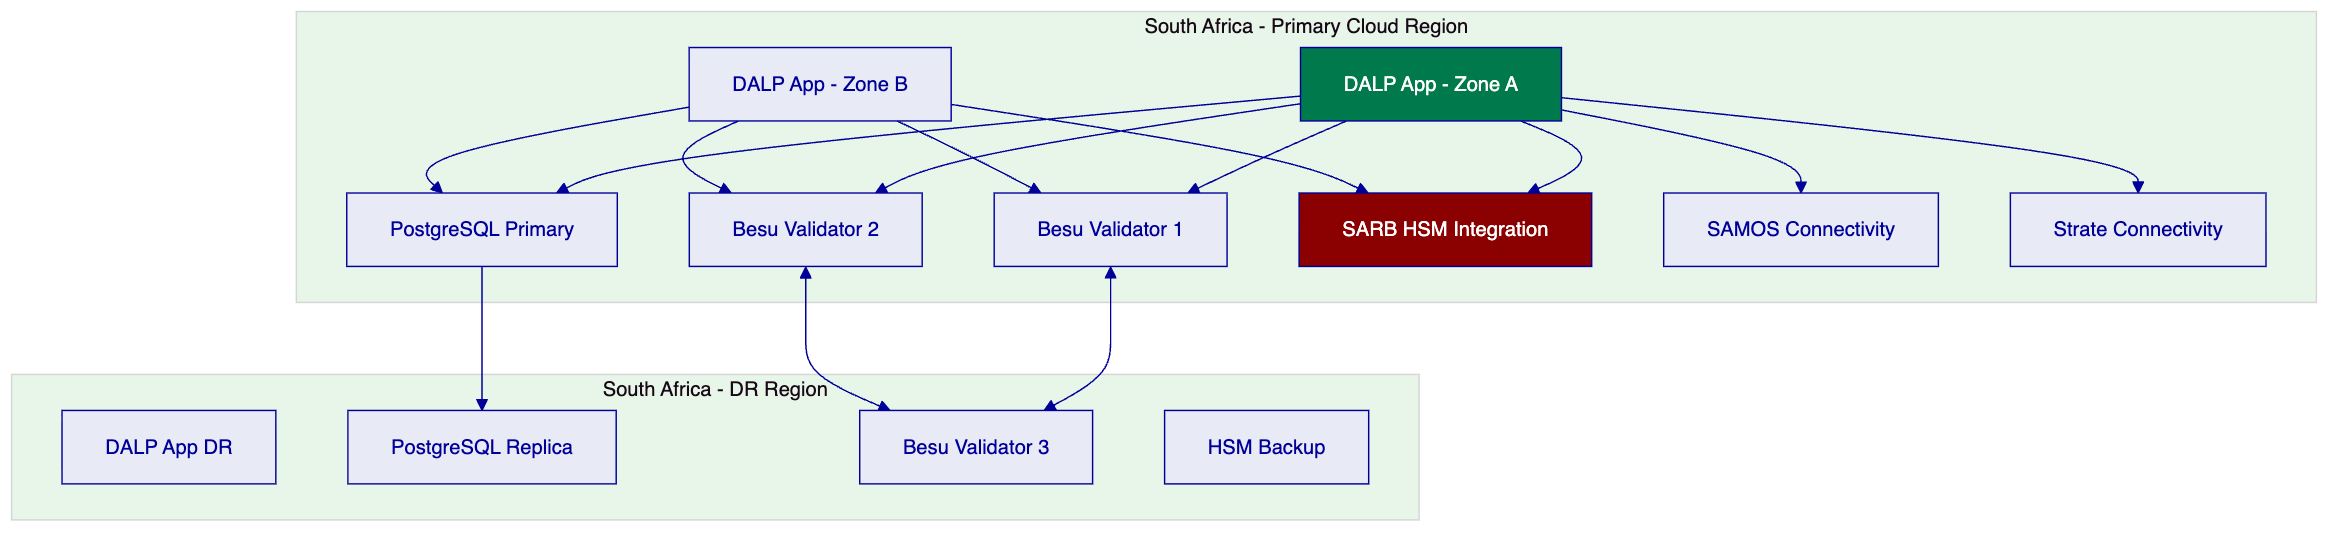 South Africa - Primary Cloud Region
DALP App - Zone B
DALP App - Zone A
PostgreSQL Primary
Besu Validator 2
Besu Validator 1
SARB HSM Integration
SAMOS Connectivity
Strate Connectivity
South Africa - DR Region
DALP App DR
PostgreSQL Replica
Besu Validator 3
HSM Backup